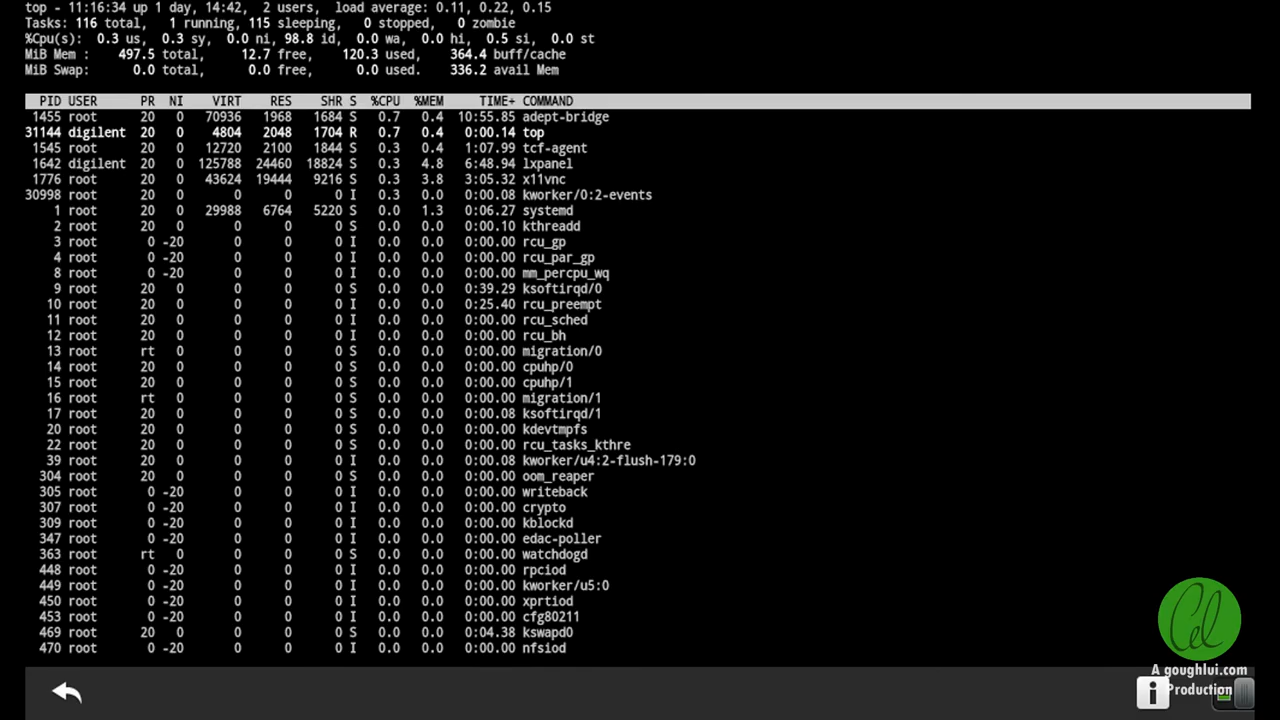 top - 11:16:34 up 1 day, 14:42, 2 users, load average: 0.11, 0.22, 0.15
Tasks: 116 total, 1 running, 115 sleeping, 0 stopped, 0 zombie
%Cpu(s): 0.3 us, 0.3 sy, 0.0 ni, 98.8 id, 0.0 wa, 0.0 hi, 0.5 si, 0.0 st
MiB Mem : 497.5 total, 12.7 free, 120.3 used, 364.4 buff/cache
MiB Swap: 0.0 total, 0.0 free, 0.0 used. 336.2 avail Mem
PID USER PR NI VIRT RES SHR S %CPU %MEM TIME+ COMMAND
1455 root 20 0 70936 1968 1684 S 0.7 0.4 10:55.85 adept-bridge
31144 digilent 20 0 4804 2048 1704 R 0.7 0.4 0:00.14 top
1545 root 20 0 12720 2100 1844 S 0.3 0.4 1:07.99 tcf-agent
1642 digilent 20 0 125788 24460 18824 S 0.3 4.8 6:48.94 lxpanel
1776 root 20 0 43624 19444 9216 S 0.3 3.8 3:05.32 x11vnc
30998 root 20 0 0 0 0 I 0.3 0.0 0:00.08 kworker/0:2-events
1 root 20 0 29988 6764 5220 S 0.0 1.3 0:06.27 systemd
2 root 20 0 0 0 0 S 0.0 0.0 0:00.10 kthreadd
3 root 0 -20 0 0 0 I 0.0 0.0 0:00.00 rcu_gp
4 root 0 -20 0 0 0 I 0.0 0.0 0:00.00 rcu_par_gp
8 root 0 -20 0 0 0 I 0.0 0.0 0:00.00 mm_percpu_wq
9 root 20 0 0 0 0 S 0.0 0.0 0:39.29 ksoftirqd/0
10 root 20 0 0 0 0 I 0.0 0.0 0:25.40 rcu_preempt
11 root 20 0 0 0 0 I 0.0 0.0 0:00.00 rcu_sched
12 root 20 0 0 0 0 I 0.0 0.0 0:00.00 rcu_bh
13 root rt 0 0 0 0 S 0.0 0.0 0:00.00 migration/0
14 root 20 0 0 0 0 S 0.0 0.0 0:00.00 cpuhp/0
15 root 20 0 0 0 0 S 0.0 0.0 0:00.00 cpuhp/1
16 root rt 0 0 0 0 S 0.0 0.0 0:00.00 migration/1
17 root 20 0 0 0 0 S 0.0 0.0 0:00.08 ksoftirqd/1
20 root 20 0 0 0 0 S 0.0 0.0 0:00.00 kdevtmpfs
22 root 20 0 0 0 0 S 0.0 0.0 0:00.00 rcu_tasks_kthre
39 root 20 0 0 0 0 I 0.0 0.0 0:00.08 kworker/u4:2-flush-179:0
304 root 20 0 0 0 0 S 0.0 0.0 0:00.00 oom_reaper
305 root 0 -20 0 0 0 I 0.0 0.0 0:00.00 writeback
307 root 0 -20 0 0 0 I 0.0 0.0 0:00.00 crypto
309 root 0 -20 0 0 0 I 0.0 0.0 0:00.00 kblockd
347 root 0 -20 0 0 0 I 0.0 0.0 0:00.00 edac-poller
363 root rt 0 0 0 0 S 0.0 0.0 0:00.00 watchdogd
448 root 0 -20 0 0 0 I 0.0 0.0 0:00.00 rpciod
449 root 0 -20 0 0 0 I 0.0 0.0 0:00.00 kworker/u5:0
450 root 0 -20 0 0 0 I 0.0 0.0 0:00.00 xprtiod
453 root 0 -20 0 0 0 I 0.0 0.0 0:00.00 cfg80211
469 root 20 0 0 0 0 S 0.0 0.0 0:04.38 kswapd0
470 root 0 -20 0 0 0 I 0.0 0.0 0:00.00 nfsiod
Cel
A goughlui.com
Production
i